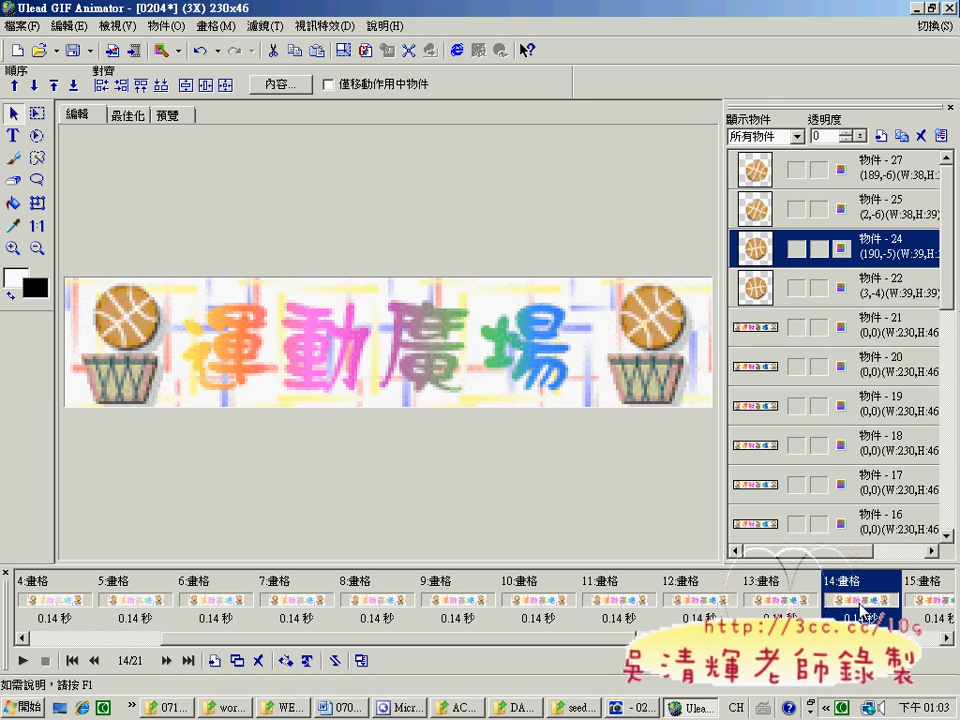 Ulead GIF Animator - [0204*] (3X) 230x46
檔案(F) 編輯(E) 檢視(V) 物件(O) 畫格(M) 濾鏡(T) 視訊特效(D) 說明(H) 切換(S)
順序 對齊
內容... 僅移動作用中物件
編輯 最佳化 預覽
顯示物件 透明度
所有物件 0
物件 - 27
(189,-6)(W:38,H:
物件 - 25
(2,-6)(W:38,H:39)
物件 - 24
(190,-5)(W:39,H:
物件 - 22
(3,-4)(W:39,H:39)
物件 - 21
(0,0)(W:230,H:46
物件 - 20
(0,0)(W:230,H:46
物件 - 19
(0,0)(W:230,H:46
物件 - 18
(0,0)(W:230,H:46
物件 - 17
(0,0)(W:230,H:46
物件 - 16
(0,0)(W:230,H:46
T
1:1
運動廣場
4:畫格 5:畫格 6:畫格 7:畫格 8:畫格 9:畫格 10:畫格 11:畫格 12:畫格 13:畫格 14:畫格 15:畫格
0.14 秒 0.14 秒 0.14 秒 0.14 秒 0.14 秒 0.14 秒 0.14 秒 0.14 秒 0.14 秒 0.14 秒 0.14 秒 0.14
http://3cc.cc/10g
吳清輝老師錄製
14/21
如需說明，請按 F1
開始 071... wor... WE... 070... Micr... AC... DA... seed... - 02... Ulea... CH 下午 01:03